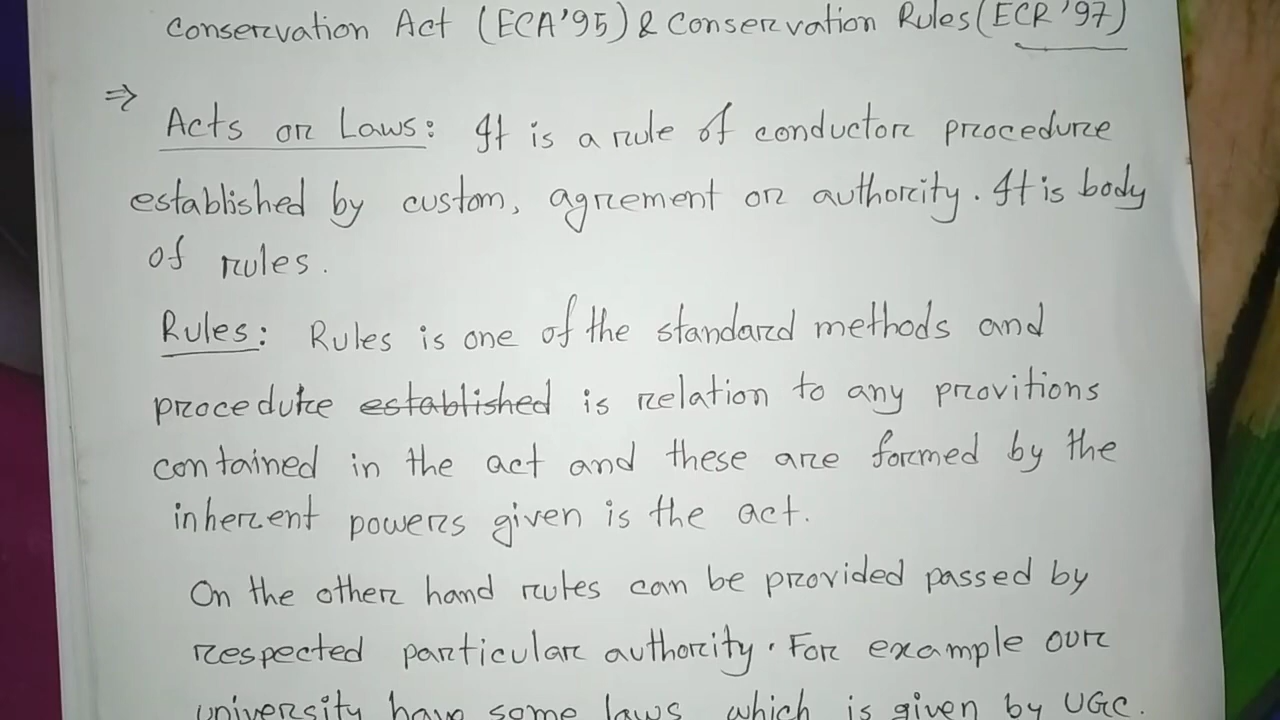 Conservation Act (ECA'95) & Conservation Rules (ECR '97)
⇒
Acts or Laws: It is a rule of conductor procedure
established by custom, agreement or authority. It is body
of rules.
Rules: Rules is one of the standard methods and
procedure ~~established~~ is relation to any provitions
contained in the act and these are formed by the
inherent powers given is the act.
On the other hand rules can be provided passed by
respected particular authority. For example our
university have some laws which is given by UGC.